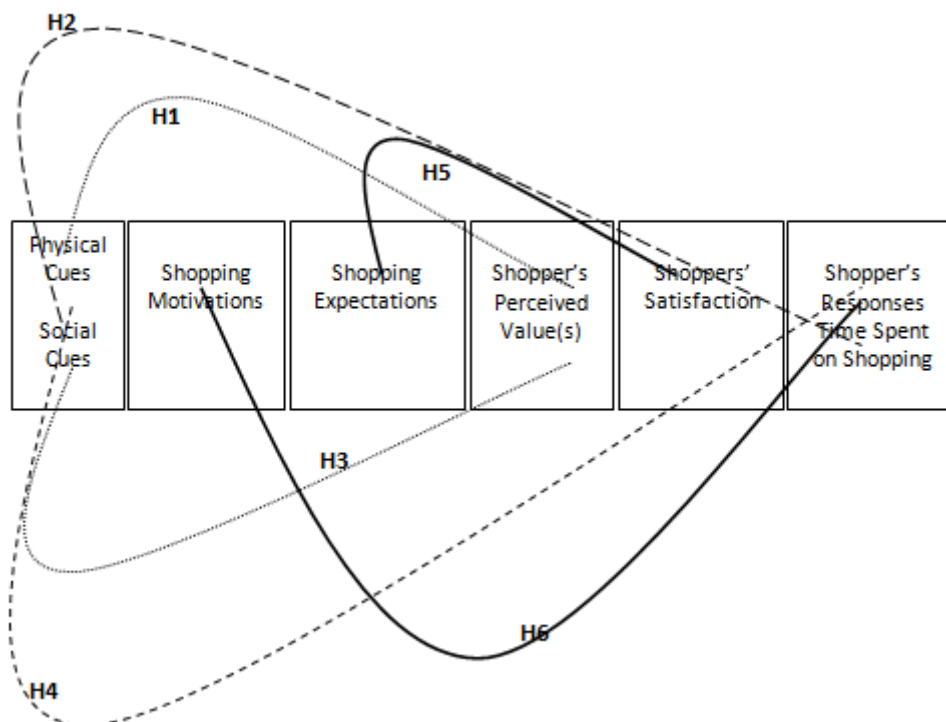 H2
H1
H5
Physical
Cues
Social
Cues
Shopping
Motivations
Shopping
Expectations
Shopper's
Perceived
Value(s)
Shoppers'
Satisfaction
Shopper's
Responses
Time Spent
on Shopping
H3
H6
H4